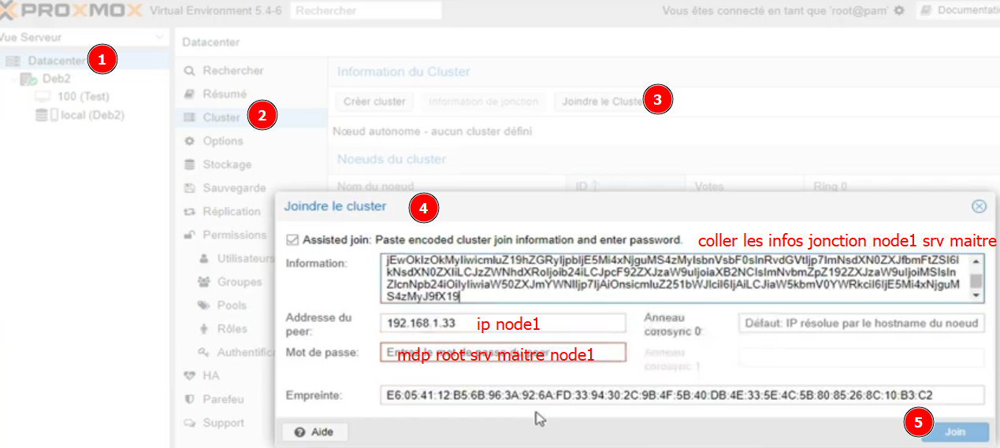 PROXMOX Virtual Environment 5.4-6 Rechercher Vous êtes connecté en tant que 'root@pam' Documentati
Vue Serveur
Datacenter 1
Deb2
100 (Test)
local (Deb2)
Datacenter
Rechercher
Résumé
Cluster 2
Options
Stockage
Sauvegarde
Réplication
Permissions
Utilisateurs
Groupes
Pools
Rôles
Authentific
HA
Parefeu
Support
Information du Cluster
Créer cluster Information de jonction Joindre le Cluste 3
Nœud autonome - aucun cluster défini
Noeuds du cluster
Nom du noeud ID ↑ Votes Ring 0
Joindre le cluster 4
Assisted join: Paste encoded cluster join information and enter password. coller les infos jonction node1 srv maitre
Information:
Addresse du peer: 192.168.1.33 ip node1 Anneau corosync 0: Défaut: IP résolue par le hostname du noeud
Mot de passe: mdp root srv maitre node1 Anneau corosync 1
Empreinte: E6:05:41:12:B5:6B:96:3A:92:6A:FD:33:94:30:2C:9B:4F:5B:40:DB:4E:33:5E:4C:5B:80:85:26:8C:10:B3:C2
Aide 5 Join